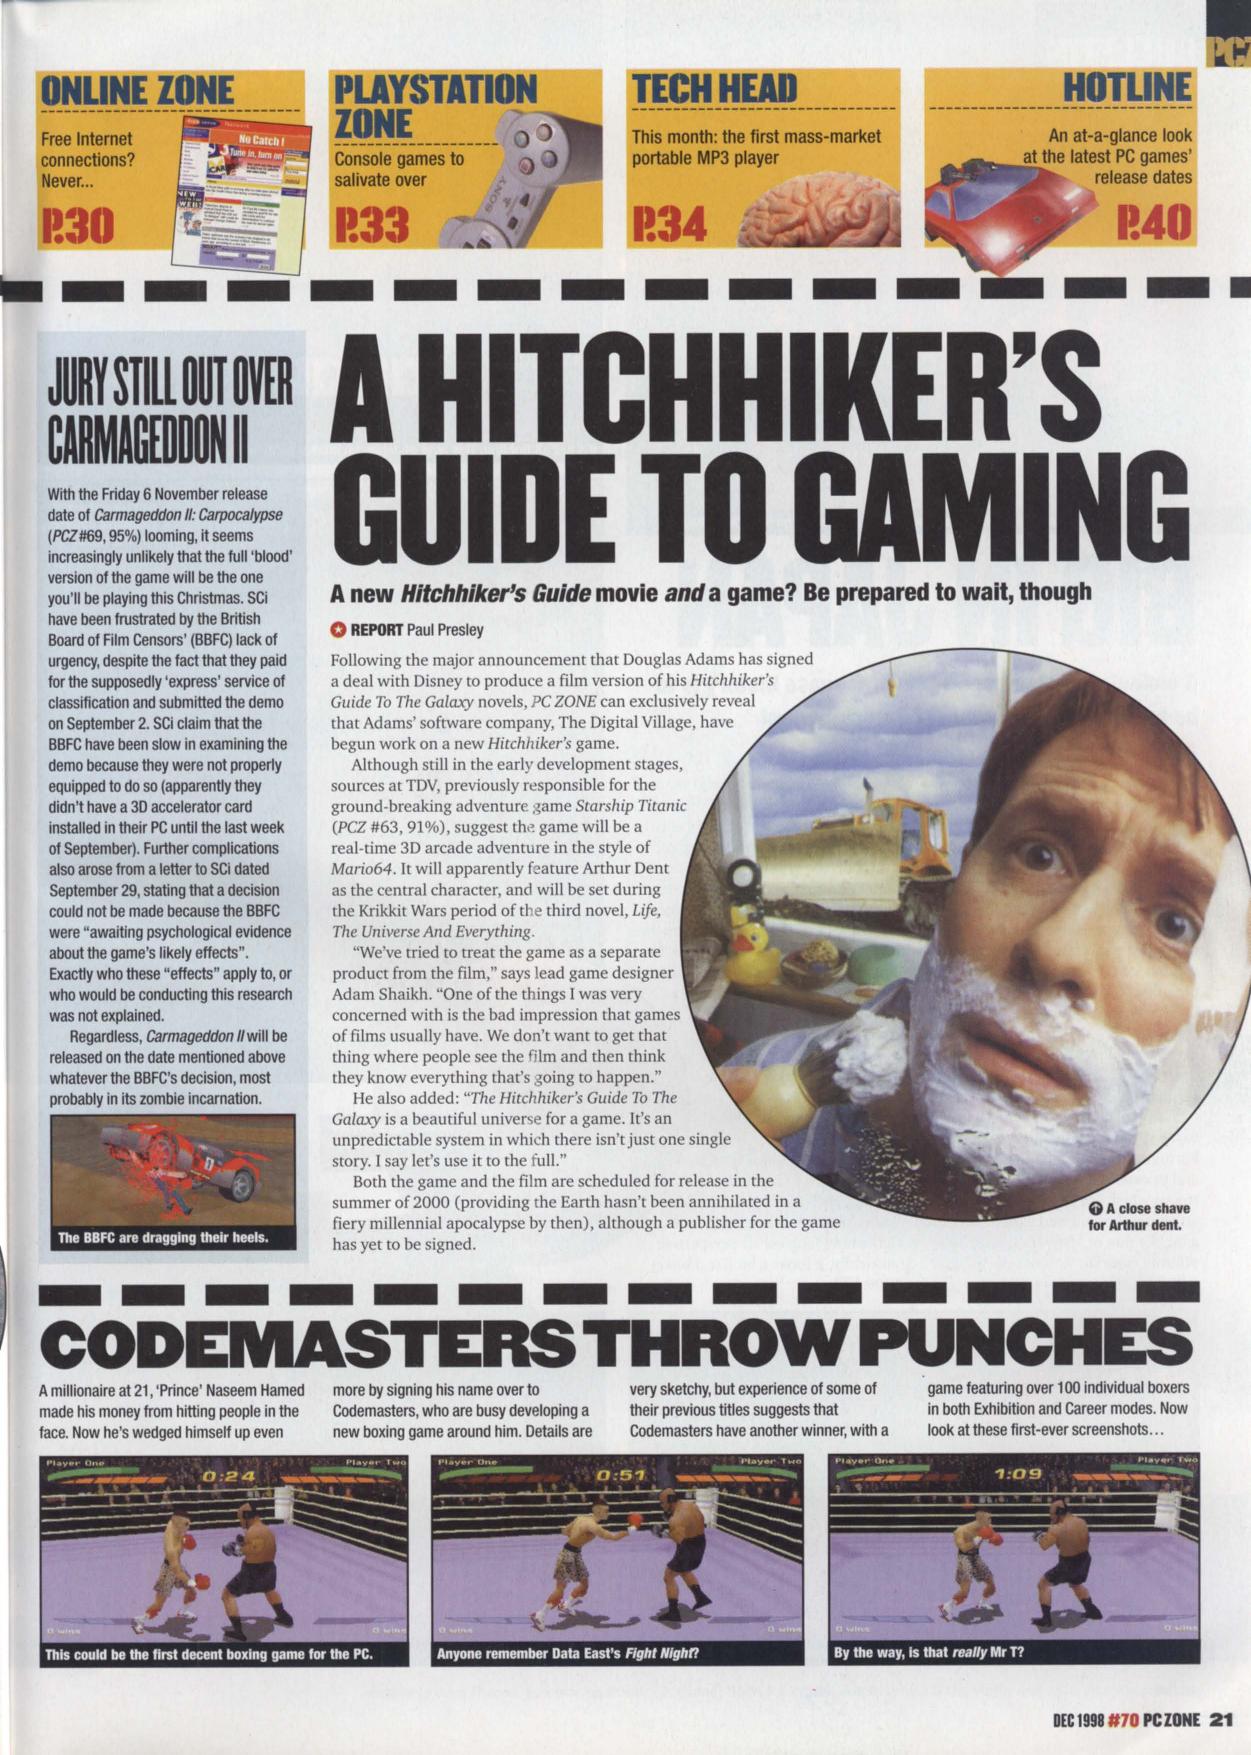 PCZ
ONLINE ZONE
Free Internet
connections?
Never...
P.30
No Catch!
Tune in, turn on
PLAYSTATION
ZONE
Console games to
salivate over
P.33
SONY
TECH HEAD
This month: the first mass-market
portable MP3 player
P.34
HOTLINE
An at-a-glance look
at the latest PC games'
release dates
P.40
JURY STILL OUT OVER
CARMAGEDDON II
With the Friday 6 November release
date of Carmageddon II: Carpocalypse
(PCZ #69, 95%) looming, it seems
increasingly unlikely that the full 'blood'
version of the game will be the one
you'll be playing this Christmas. SCi
have been frustrated by the British
Board of Film Censors' (BBFC) lack of
urgency, despite the fact that they paid
for the supposedly 'express' service of
classification and submitted the demo
on September 2. SCi claim that the
BBFC have been slow in examining the
demo because they were not properly
equipped to do so (apparently they
didn't have a 3D accelerator card
installed in their PC until the last week
of September). Further complications
also arose from a letter to SCi dated
September 29, stating that a decision
could not be made because the BBFC
were "awaiting psychological evidence
about the game's likely effects".
Exactly who these "effects" apply to, or
who would be conducting this research
was not explained.
Regardless, Carmageddon II will be
released on the date mentioned above
whatever the BBFC's decision, most
probably in its zombie incarnation.
The BBFC are dragging their heels.
A HITCHHIKER'S
GUIDE TO GAMING
A new Hitchhiker's Guide movie and a game? Be prepared to wait, though
REPORT Paul Presley
Following the major announcement that Douglas Adams has signed
a deal with Disney to produce a film version of his Hitchhiker's
Guide To The Galaxy novels, PC ZONE can exclusively reveal
that Adams' software company, The Digital Village, have
begun work on a new Hitchhiker's game.
Although still in the early development stages,
sources at TDV, previously responsible for the
ground-breaking adventure game Starship Titanic
(PCZ #63, 91%), suggest the game will be a
real-time 3D arcade adventure in the style of
Mario64. It will apparently feature Arthur Dent
as the central character, and will be set during
the Krikkit Wars period of the third novel, Life,
The Universe And Everything.
"We've tried to treat the game as a separate
product from the film," says lead game designer
Adam Shaikh. "One of the things I was very
concerned with is the bad impression that games
of films usually have. We don't want to get that
thing where people see the film and then think
they know everything that's going to happen."
He also added: "The Hitchhiker's Guide To The
Galaxy is a beautiful universe for a game. It's an
unpredictable system in which there isn't just one single
story. I say let's use it to the full."
Both the game and the film are scheduled for release in the
summer of 2000 (providing the Earth hasn't been annihilated in a
fiery millennial apocalypse by then), although a publisher for the game
has yet to be signed.
A close shave
for Arthur dent.
CODEMASTERS THROW PUNCHES
A millionaire at 21, 'Prince' Naseem Hamed
made his money from hitting people in the
face. Now he's wedged himself up even
more by signing his name over to
Codemasters, who are busy developing a
new boxing game around him. Details are
very sketchy, but experience of some of
their previous titles suggests that
Codemasters have another winner, with a
game featuring over 100 individual boxers
in both Exhibition and Career modes. Now
look at these first-ever screenshots...
Player One 0:24 Player Two
0 wins 0 wins
This could be the first decent boxing game for the PC.
Player One 0:51 Player Two
0 wins 0 wins
Anyone remember Data East's Fight Night?
Player One 1:09 Player Two
0 wins 0 wins
By the way, is that really Mr T?
DEC 1998 #70 PC ZONE 21